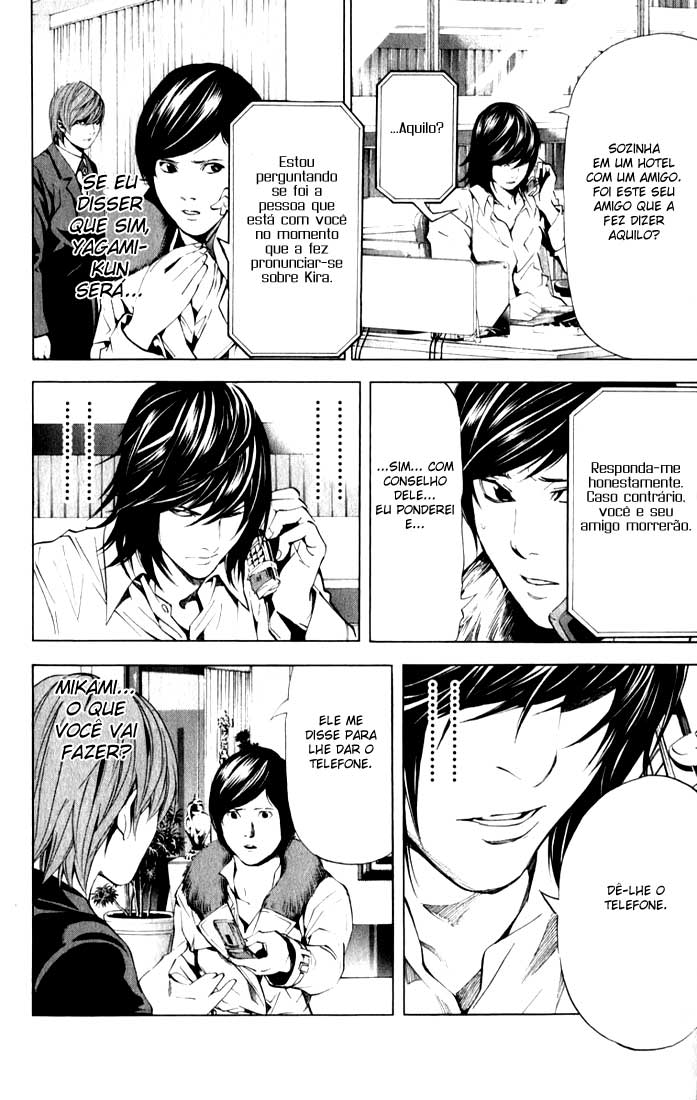 SOZINHA
EM UM HOTEL
COM UM AMIGO.
FOI ESTE SEU
AMIGO QUE A
FEZ DIZER
AQUILO?
...Aquilo?
Estou
perguntando
se foi a
pessoa que
está com você
no momento
que a fez
pronunciar-se
sobre Kira.
SE EU
DISSER
QUE SIM,
YAGAMI-
KUN
SERÁ...
Responda-me
honestamente.
Caso contrário,
você e seu
amigo morrerão.
...SIM... COM
CONSELHO
DELE...
EU PONDEREI
E...
DÊ-LHE O
TELEFONE.
ELE ME
DISSE PARA
LHE DAR O
TELEFONE.
MIKAMI...
O QUE
VOCÊ VAI
FAZER?